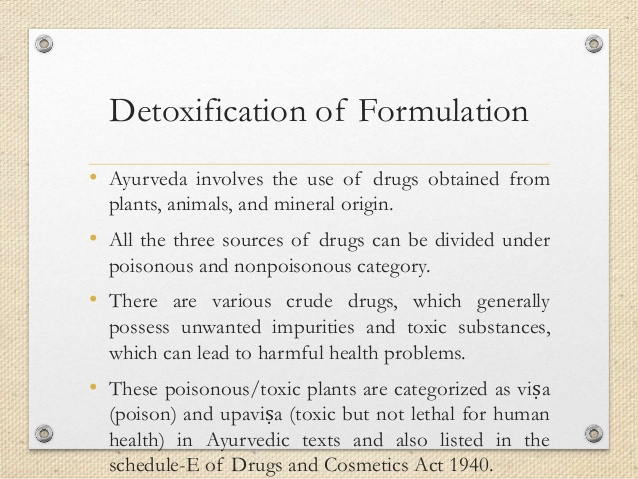 Detoxification of Formulation
• Ayurveda involves the use of drugs obtained from
plants, animals, and mineral origin.
• All the three sources of drugs can be divided under
poisonous and nonpoisonous category.
• There are various crude drugs, which generally
possess unwanted impurities and toxic substances,
which can lead to harmful health problems.
• These poisonous/toxic plants are categorized as viṣa
(poison) and upaviṣa (toxic but not lethal for human
health) in Ayurvedic texts and also listed in the
schedule-E of Drugs and Cosmetics Act 1940.